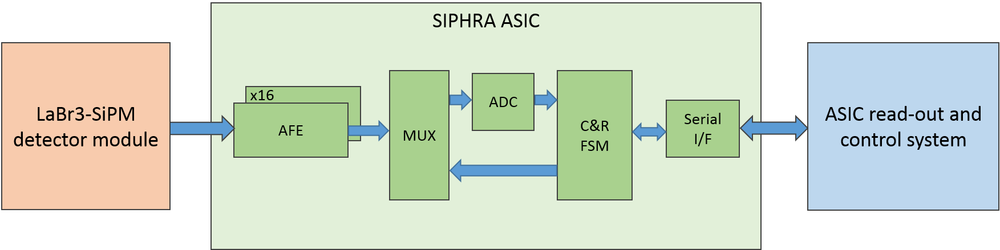 SIPHRA ASIC
LaBr3-SiPM
detector module
x16
AFE
MUX
ADC
C&R
FSM
Serial
I/F
ASIC read-out and
control system